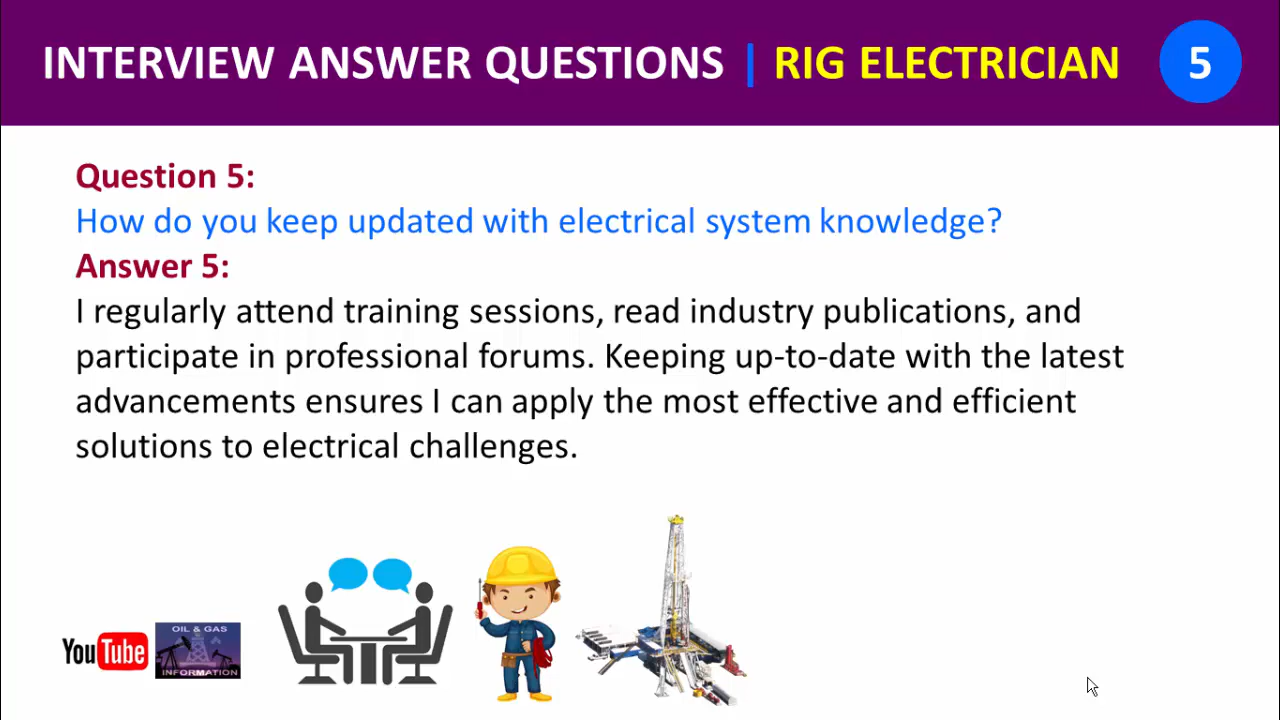 INTERVIEW ANSWER QUESTIONS | RIG ELECTRICIAN 5
Question 5:
How do you keep updated with electrical system knowledge?
Answer 5:
I regularly attend training sessions, read industry publications, and
participate in professional forums. Keeping up-to-date with the latest
advancements ensures I can apply the most effective and efficient
solutions to electrical challenges.
YouTube
OIL & GAS
INFORMATION